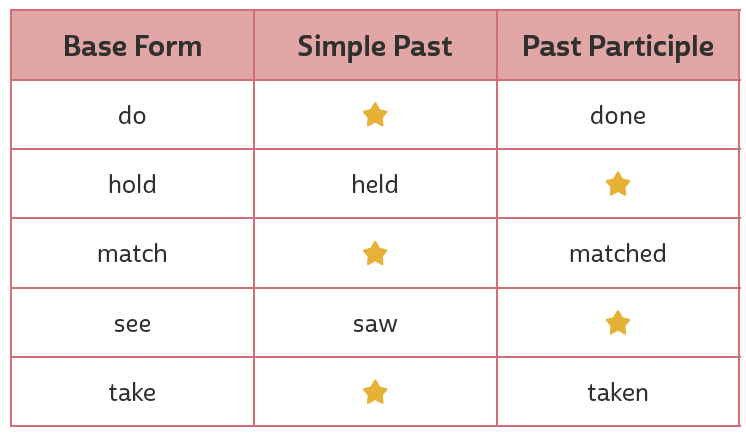 Base Form Simple Past Past Participle
do done
hold held
match matched
see saw
take taken